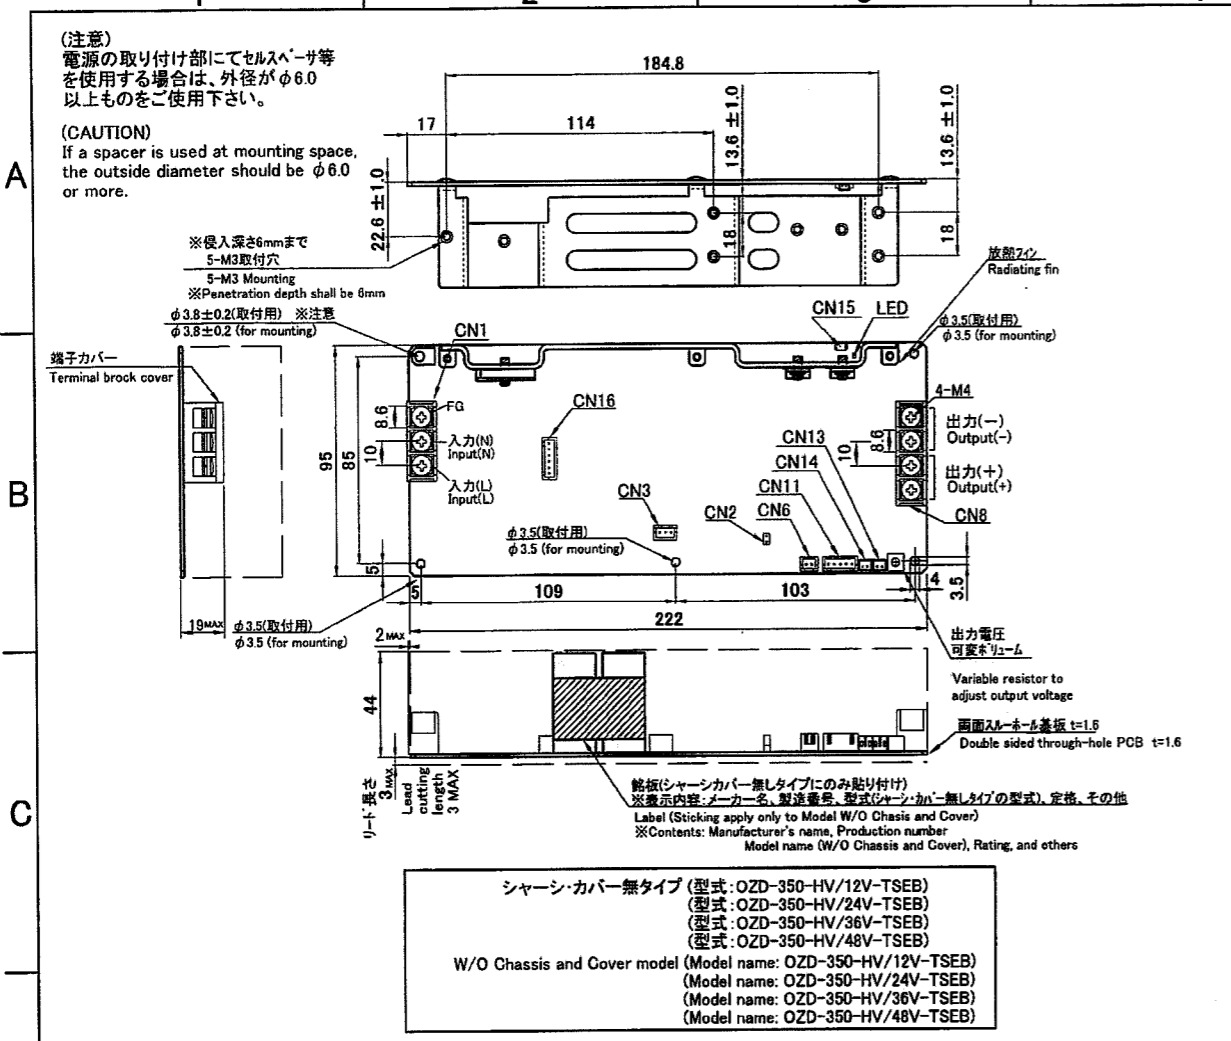 (注意)
電源の取り付け部にてセルスペーサ等
を使用する場合は、外径がφ6.0
以上ものをご使用下さい。
(CAUTION)
If a spacer is used at mounting space,
the outside diameter should be φ6.0
or more.
184.8
17
114
13.6 ±1.0
13.6 ±1.0
22.6 ±1.0
18
18
※侵入深さ6mmまで
5-M3取付穴
5-M3 Mounting
※Penetration depth shall be 6mm
放熱フィン
Radiating fin
φ3.8±0.2(取付用) ※注意
φ3.8±0.2 (for mounting)
CN1
CN15
LED
φ3.5(取付用)
φ3.5 (for mounting)
端子カバー
Terminal brock cover
4-M4
FG
8.6
CN16
出力(-)
Output(-)
入力(N)
Input(N)
CN13
8.6
95
85
10
10
CN14
出力(+)
Output(+)
入力(L)
Input(L)
CN3
CN11
CN2
CN6
CN8
φ3.5(取付用)
φ3.5 (for mounting)
5
5
109
103
4
3.5
222
19MAX
φ3.5(取付用)
φ3.5 (for mounting)
2MAX
出力電圧
可変ボリューム
Variable resistor to
adjust output voltage
44
両面スルーホール基板 t=1.6
Double sided through-hole PCB t=1.6
リード長さ
3MAX
Lead
cutting
length
3 MAX
銘板(シャーシカバー無しタイプにのみ貼り付け)
※表示内容:メーカー名、製造番号、型式(シャーシ・カバー無しタイプの型式)、定格、その他
Label (Sticking apply only to Model W/O Chasis and Cover)
※Contents: Manufacturer's name, Production number
Model name (W/O Chassis and Cover), Rating, and others
シャーシ・カバー無タイプ (型式:OZD-350-HV/12V-TSEB)
(型式:OZD-350-HV/24V-TSEB)
(型式:OZD-350-HV/36V-TSEB)
(型式:OZD-350-HV/48V-TSEB)
W/O Chassis and Cover model (Model name: OZD-350-HV/12V-TSEB)
(Model name: OZD-350-HV/24V-TSEB)
(Model name: OZD-350-HV/36V-TSEB)
(Model name: OZD-350-HV/48V-TSEB)
A
B
C